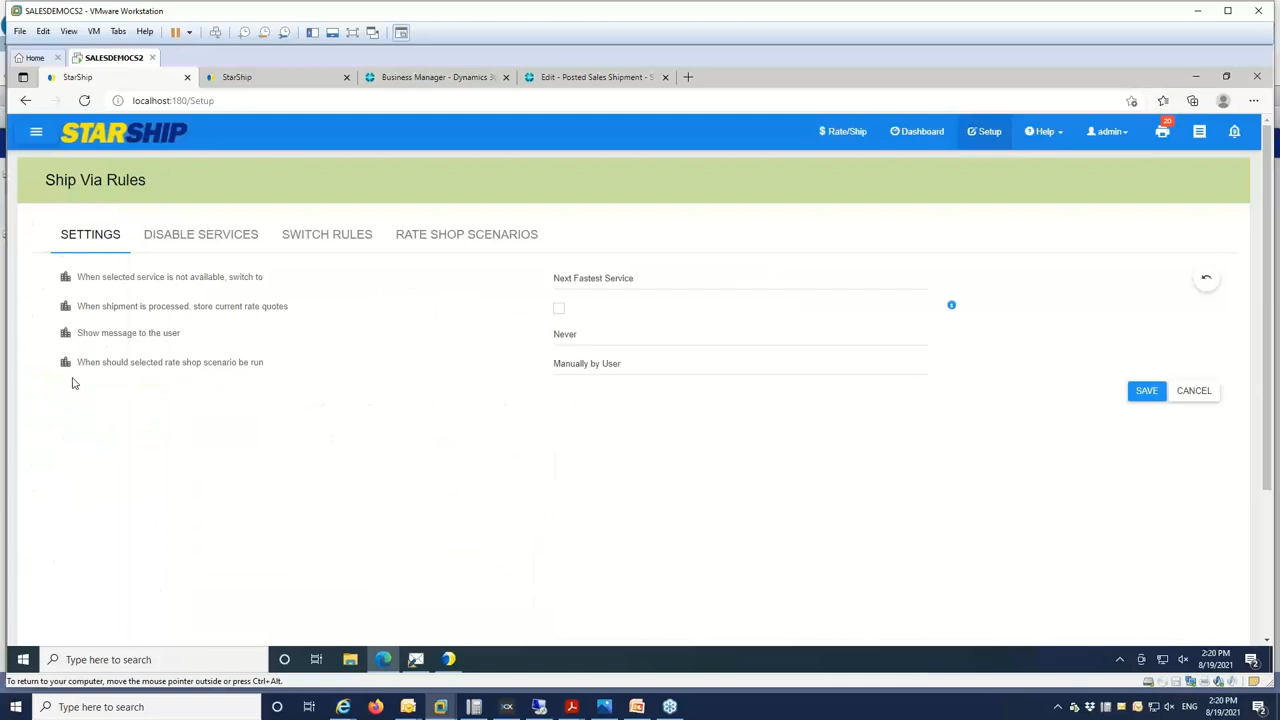 SALESDEMOCS2 - VMware Workstation
File Edit View VM Tabs Help
Home SALESDEMOCS2
StarShip StarShip Business Manager - Dynamics 3 Edit - Posted Sales Shipment - S
localhost:180/Setup
STARSHIP $ Rate/Ship Dashboard Setup Help admin 20
Ship Via Rules
SETTINGS DISABLE SERVICES SWITCH RULES RATE SHOP SCENARIOS
When selected service is not available, switch to Next Fastest Service
When shipment is processed, store current rate quotes
Show message to the user Never
When should selected rate shop scenario be run Manually by User
SAVE CANCEL
Type here to search 2:20 PM
8/19/2021 2
To return to your computer, move the mouse pointer outside or press Ctrl+Alt.
Type here to search ENG 2:20 PM
8/19/2021 2